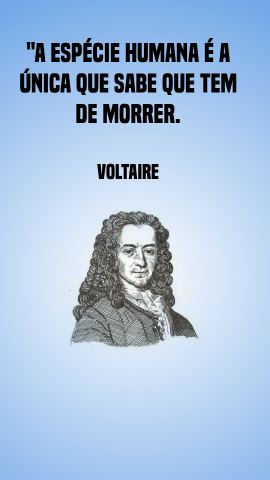 "A ESPÉCIE HUMANA É A
ÚNICA QUE SABE QUE TEM
DE MORRER.
VOLTAIRE